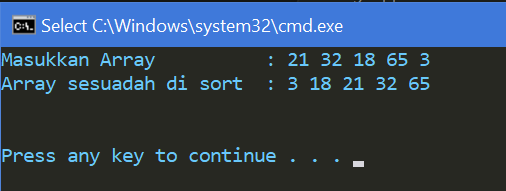 Select C:\Windows\system32\cmd.exe
Masukkan Array : 21 32 18 65 3
Array sesuadah di sort : 3 18 21 32 65
Press any key to continue . . .